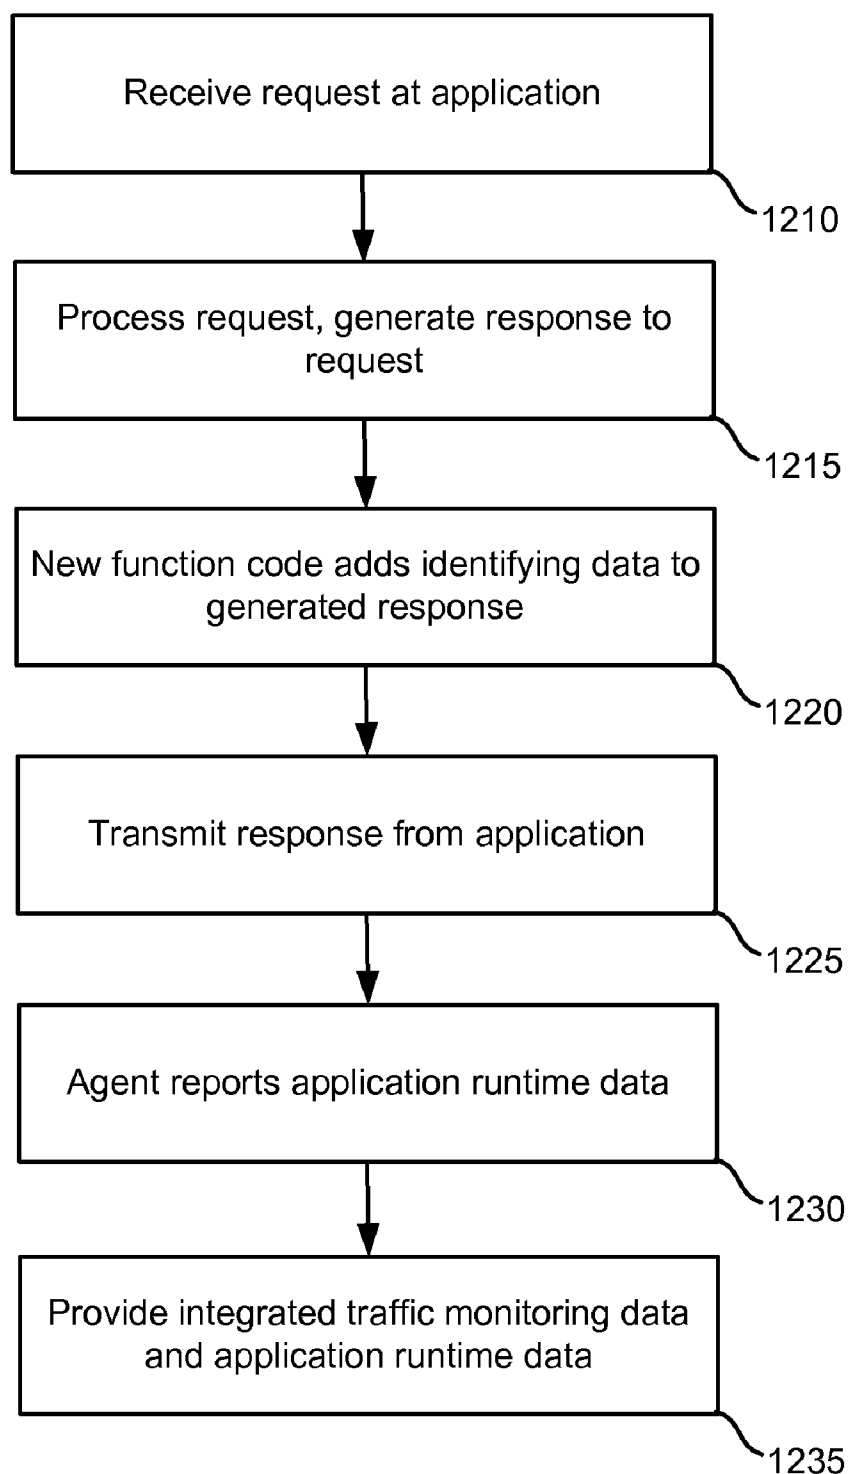 Receive request at application
1210
Process request, generate response to
request
1215
New function code adds identifying data to
generated response
1220
Transmit response from application
1225
Agent reports application runtime data
1230
Provide integrated traffic monitoring data
and application runtime data
1235